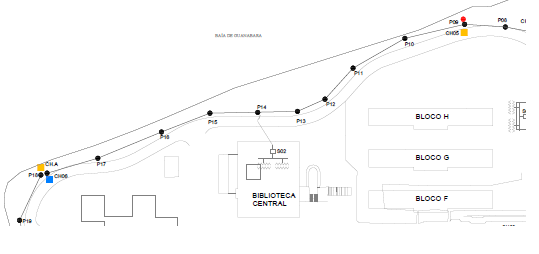 P09
P08
CH05
BAÍA DE GUANABARA
P10
P11
P12
P14
P13
P15
BLOCO H
P16
S02
BLOCO G
CH.A
P17
P18
CH06
BIBLIOTECA
CENTRAL
BLOCO F
P19